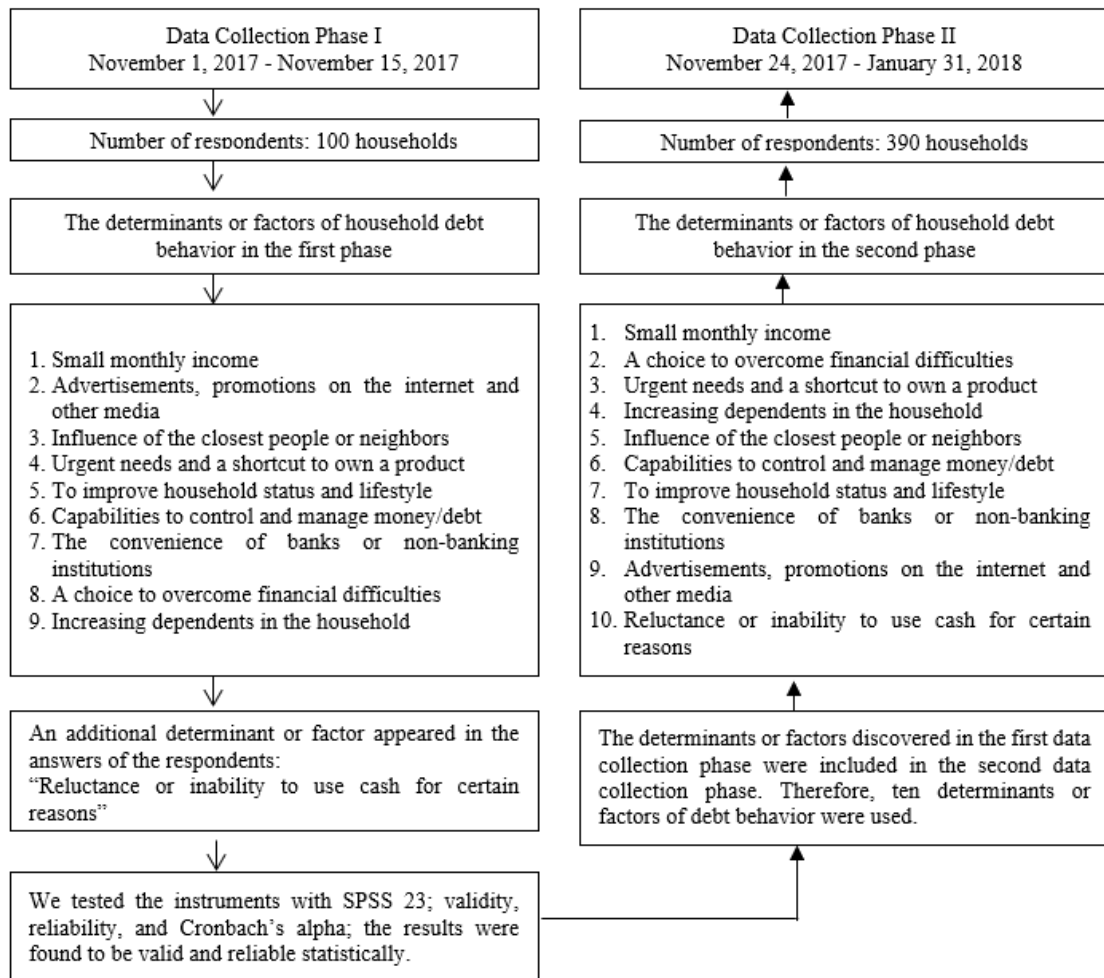 Data Collection Phase I
November 1, 2017 - November 15, 2017
Number of respondents: 100 households
The determinants or factors of household debt
behavior in the first phase
1. Small monthly income
2. Advertisements, promotions on the internet and
other media
3. Influence of the closest people or neighbors
4. Urgent needs and a shortcut to own a product
5. To improve household status and lifestyle
6. Capabilities to control and manage money/debt
7. The convenience of banks or non-banking
institutions
8. A choice to overcome financial difficulties
9. Increasing dependents in the household
An additional determinant or factor appeared in the
answers of the respondents:
“Reluctance or inability to use cash for certain
reasons”
We tested the instruments with SPSS 23; validity,
reliability, and Cronbach’s alpha; the results were
found to be valid and reliable statistically.
Data Collection Phase II
November 24, 2017 - January 31, 2018
Number of respondents: 390 households
The determinants or factors of household debt
behavior in the second phase
1. Small monthly income
2. A choice to overcome financial difficulties
3. Urgent needs and a shortcut to own a product
4. Increasing dependents in the household
5. Influence of the closest people or neighbors
6. Capabilities to control and manage money/debt
7. To improve household status and lifestyle
8. The convenience of banks or non-banking
institutions
9. Advertisements, promotions on the internet and
other media
10. Reluctance or inability to use cash for certain
reasons
The determinants or factors discovered in the first data
collection phase were included in the second data
collection phase. Therefore, ten determinants or
factors of debt behavior were used.